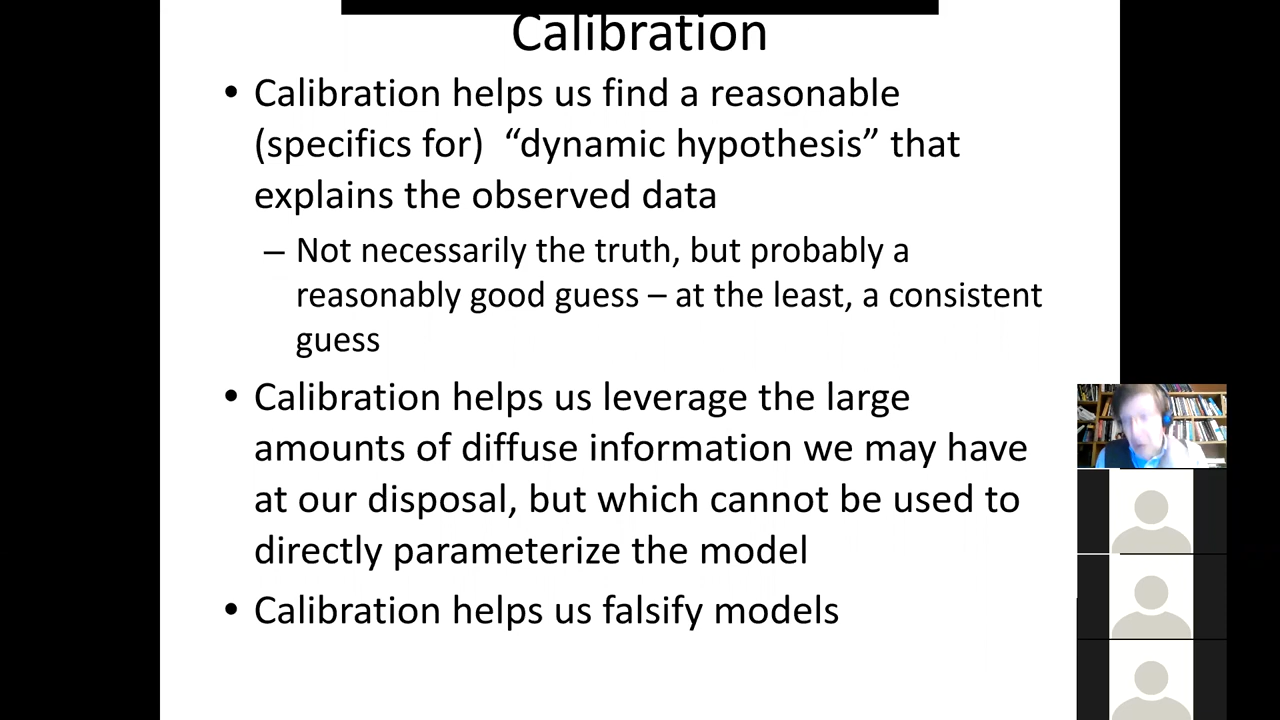 Calibration
• Calibration helps us find a reasonable
(specifics for) “dynamic hypothesis” that
explains the observed data
– Not necessarily the truth, but probably a
reasonably good guess – at the least, a consistent
guess
• Calibration helps us leverage the large
amounts of diffuse information we may have
at our disposal, but which cannot be used to
directly parameterize the model
• Calibration helps us falsify models